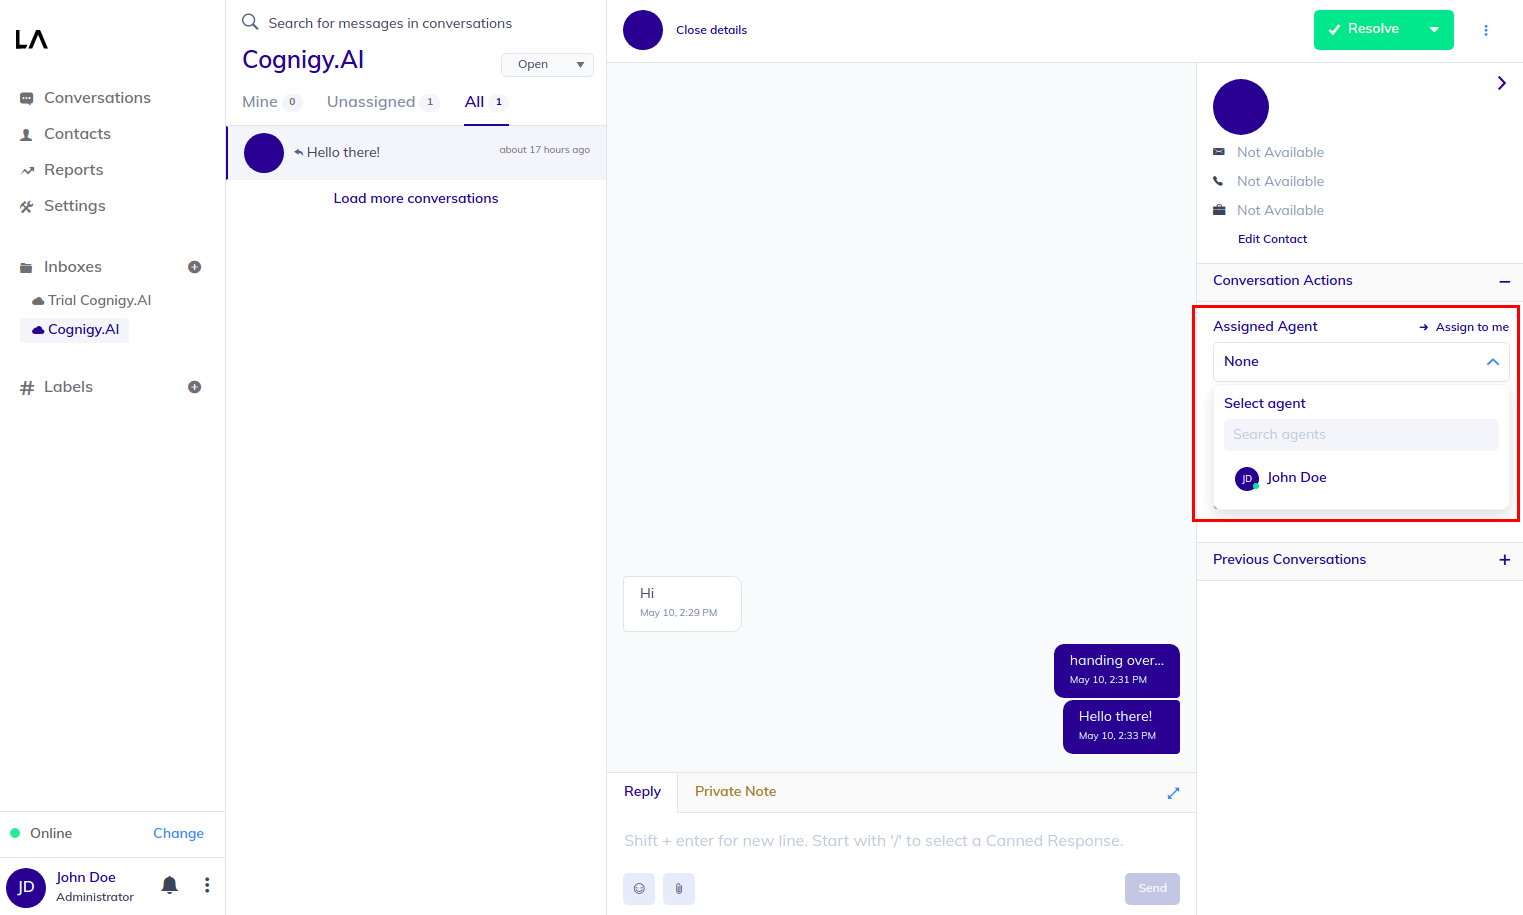 LA
Conversations
Contacts
Reports
Settings
Inboxes
Trial Cognigy.AI
Cognigy.AI
Labels
Online Change
JD
John Doe
Administrator
Search for messages in conversations
Cognigy.AI
Open
Mine 0 Unassigned 1 All 1
Hello there! about 17 hours ago
Load more conversations
Close details
Resolve
Hi
May 10, 2:29 PM
handing over...
May 10, 2:31 PM
Hello there!
May 10, 2:33 PM
Reply Private Note
Shift + enter for new line. Start with '/' to select a Canned Response.
Send
Not Available
Not Available
Not Available
Edit Contact
Conversation Actions
Assigned Agent Assign to me
None
Select agent
Search agents
JD John Doe
Previous Conversations